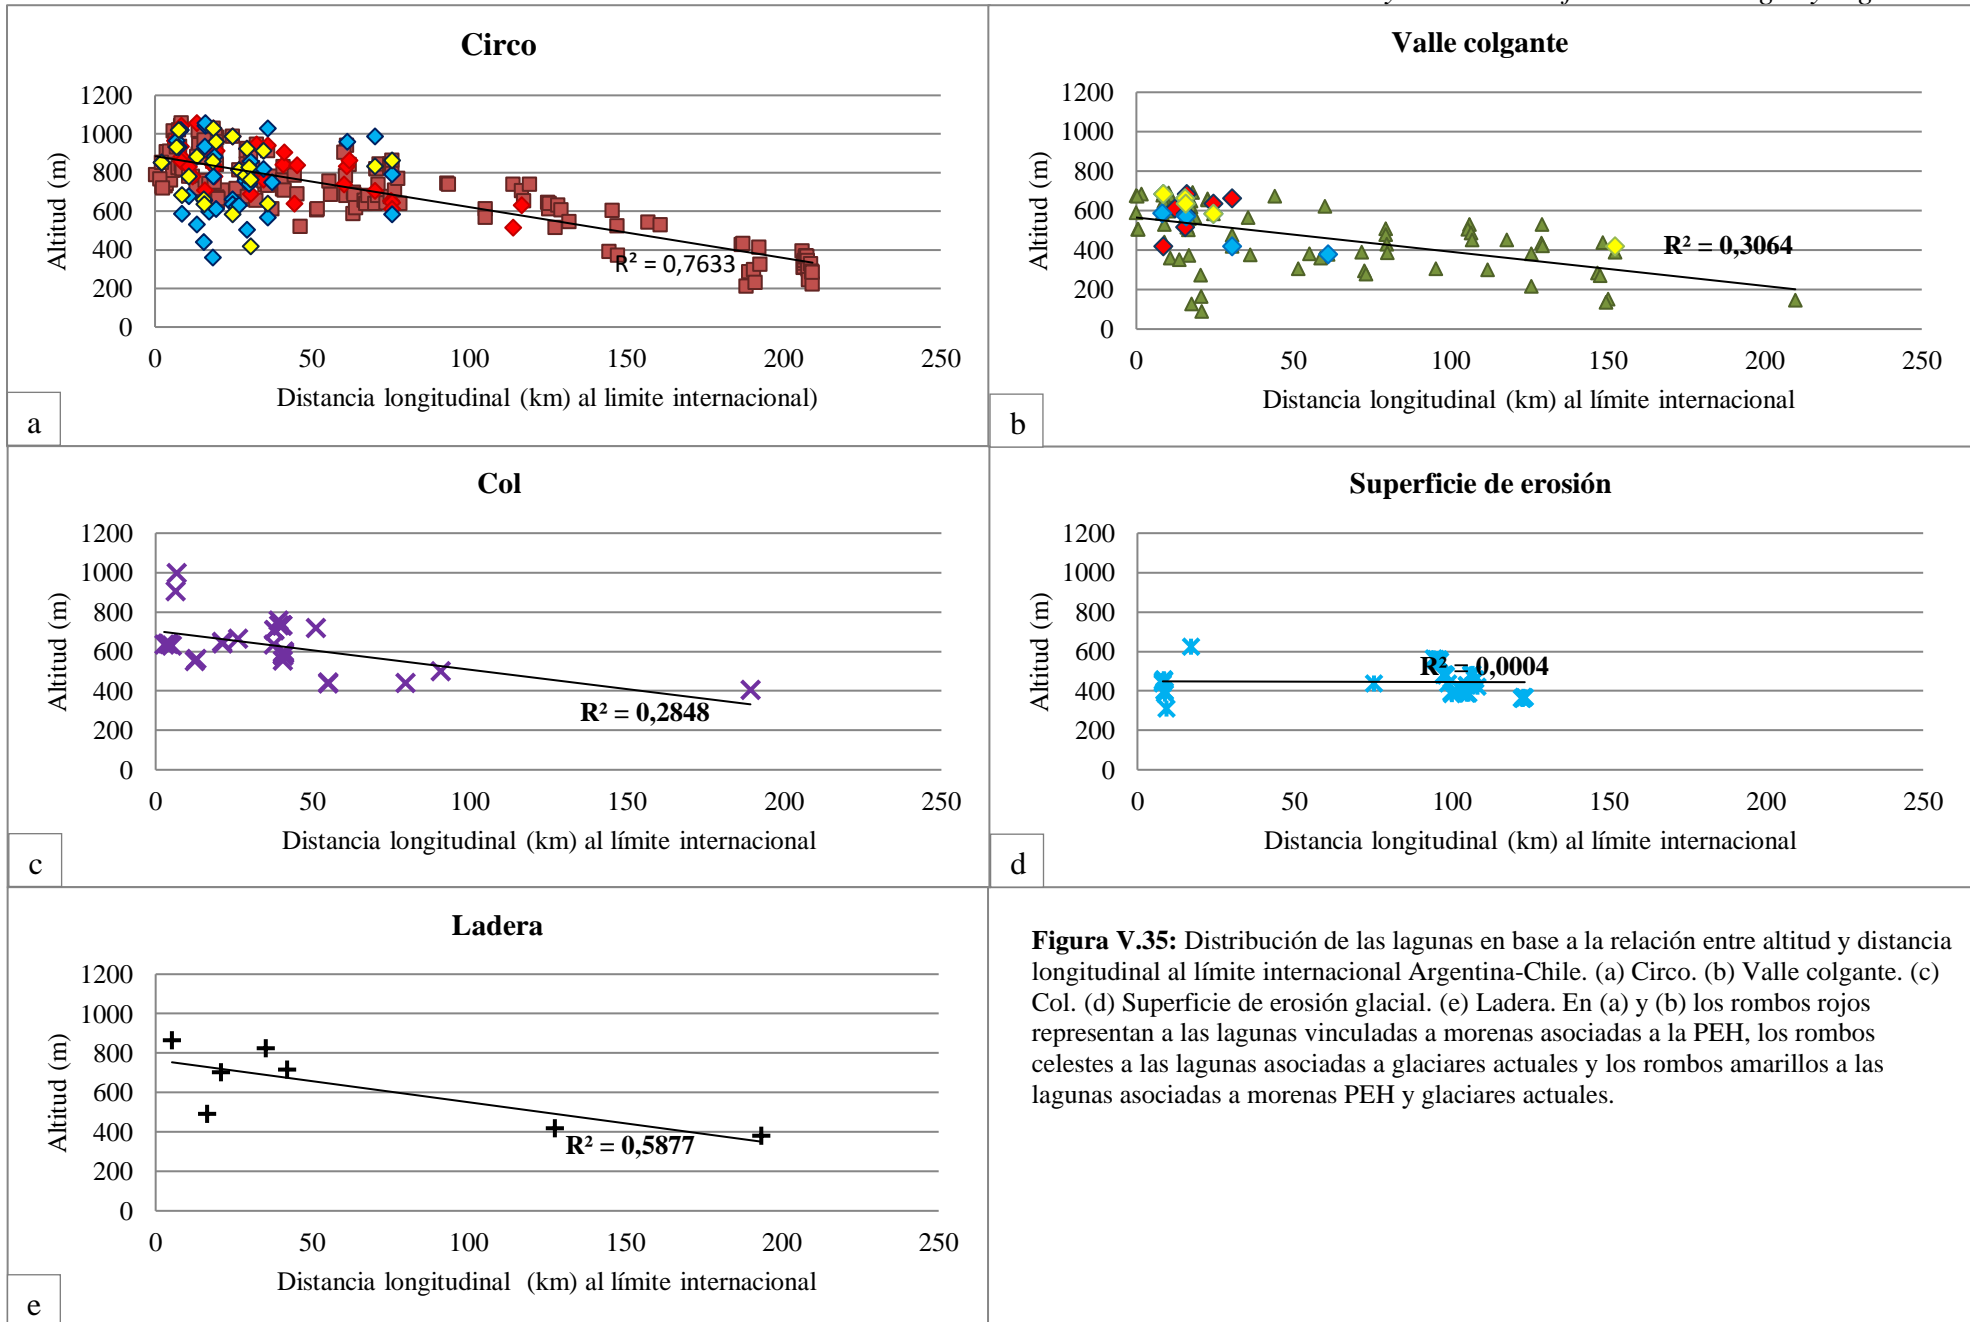 Circo
1200
1000
800
600
400
200
0
0 50 100 150 200 250
Altitud (m)
Distancia longitudinal (km) al limite internacional)
R² = 0,7633
a
Valle colgante
1200
1000
800
600
400
200
0
0 50 100 150 200 250
Altitud (m)
Distancia longitudinal (km) al límite internacional
R² = 0,3064
b
Col
1200
1000
800
600
400
200
0
0 50 100 150 200 250
Altitud (m)
Distancia longitudinal (km) al límite internacional
R² = 0,2848
c
Superficie de erosión
1200
1000
800
600
400
200
0
0 50 100 150 200 250
Altitud (m)
Distancia longitudinal (km) al límite internacional
R² = 0,0004
d
Ladera
1200
1000
800
600
400
200
0
0 50 100 150 200 250
Altitud (m)
Distancia longitudinal (km) al límite internacional
R² = 0,5877
e
Figura V.35: Distribución de las lagunas en base a la relación entre altitud y distancia
longitudinal al límite internacional Argentina-Chile. (a) Circo. (b) Valle colgante. (c)
Col. (d) Superficie de erosión glacial. (e) Ladera. En (a) y (b) los rombos rojos
representan a las lagunas vinculadas a morenas asociadas a la PEH, los rombos
celestes a las lagunas asociadas a glaciares actuales y los rombos amarillos a las
lagunas asociadas a morenas PEH y glaciares actuales.